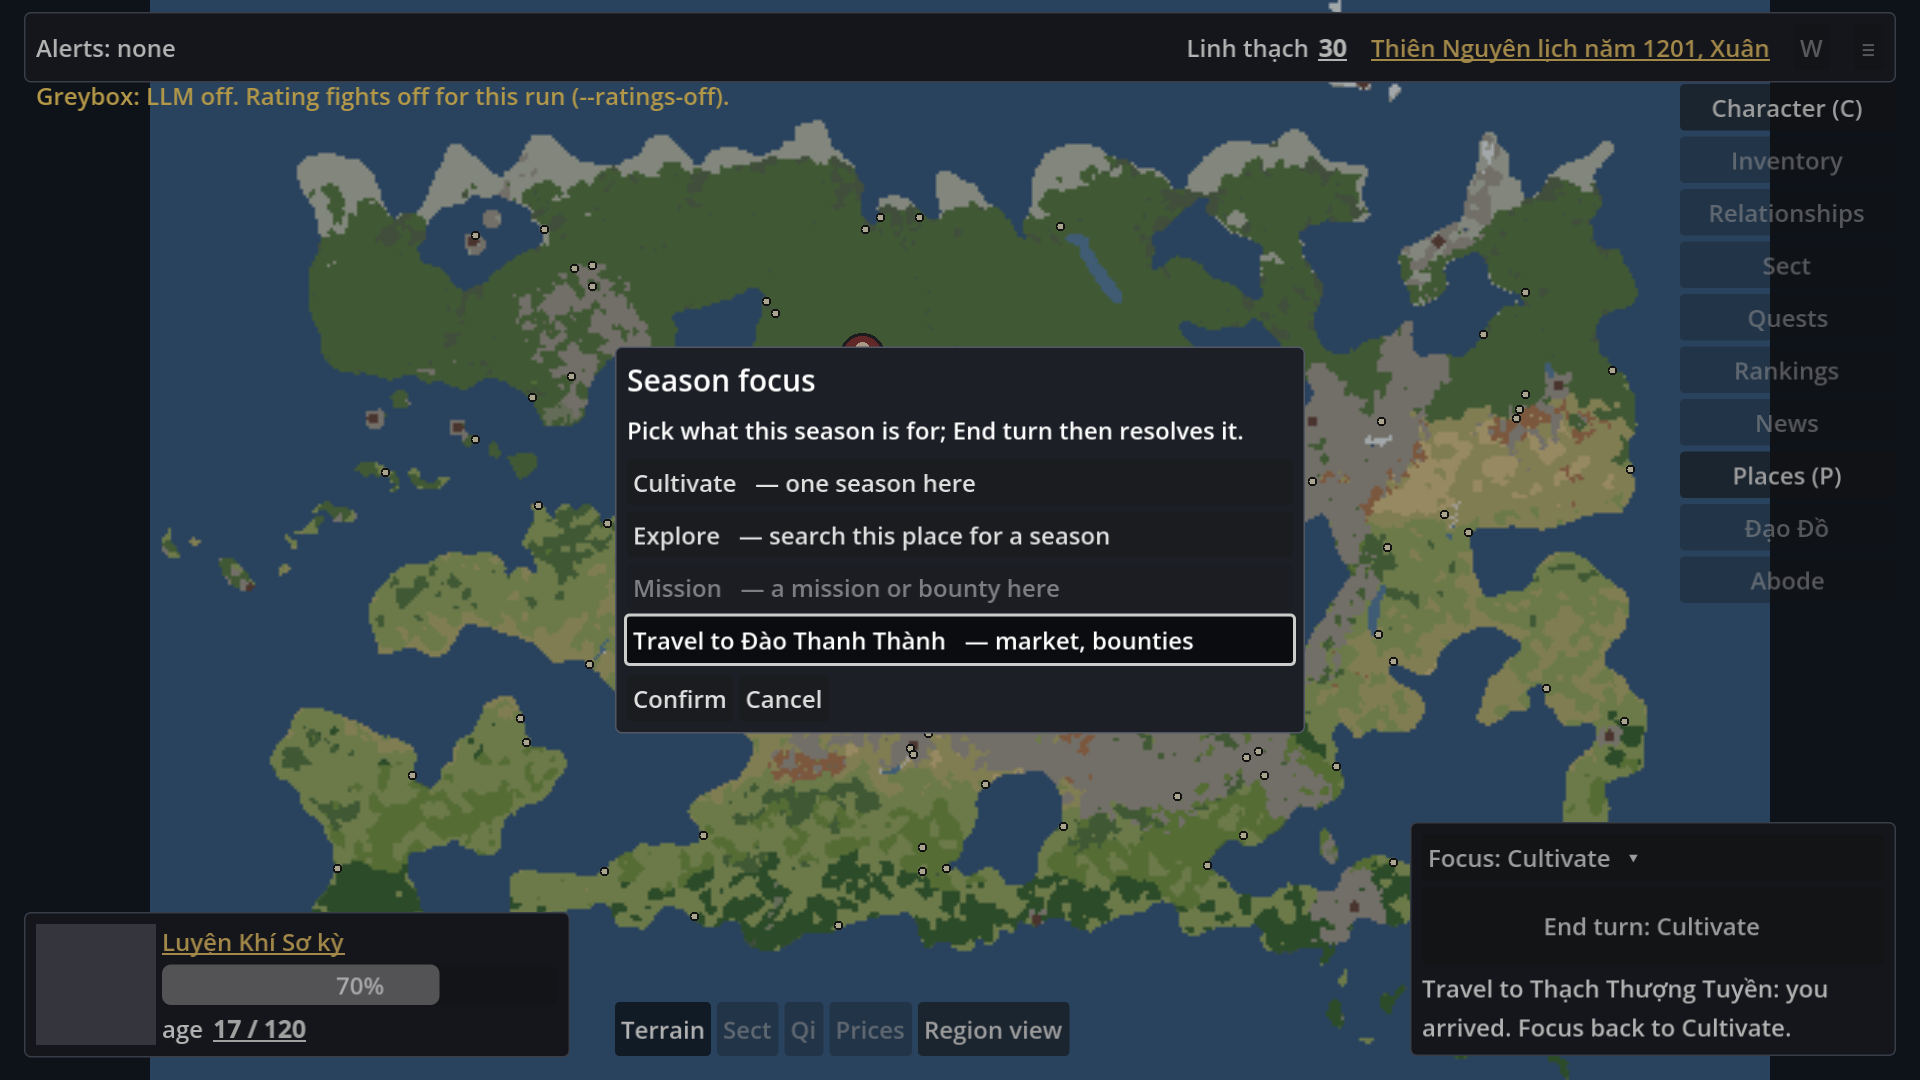 Alerts: none
Linh thạch 30 Thiên Nguyên lịch năm 1201, Xuân W ≡
Greybox: LLM off. Rating fights off for this run (--ratings-off).
Character (C)
Inventory
Relationships
Sect
Quests
Rankings
News
Places (P)
Đạo Đồ
Abode
Season focus
Pick what this season is for; End turn then resolves it.
Cultivate — one season here
Explore — search this place for a season
Mission — a mission or bounty here
Travel to Đào Thanh Thành — market, bounties
Confirm Cancel
Focus: Cultivate ▾
End turn: Cultivate
Travel to Thạch Thượng Tuyền: you
arrived. Focus back to Cultivate.
Luyện Khí Sơ kỳ
70%
age 17 / 120
Terrain Sect Qi Prices Region view